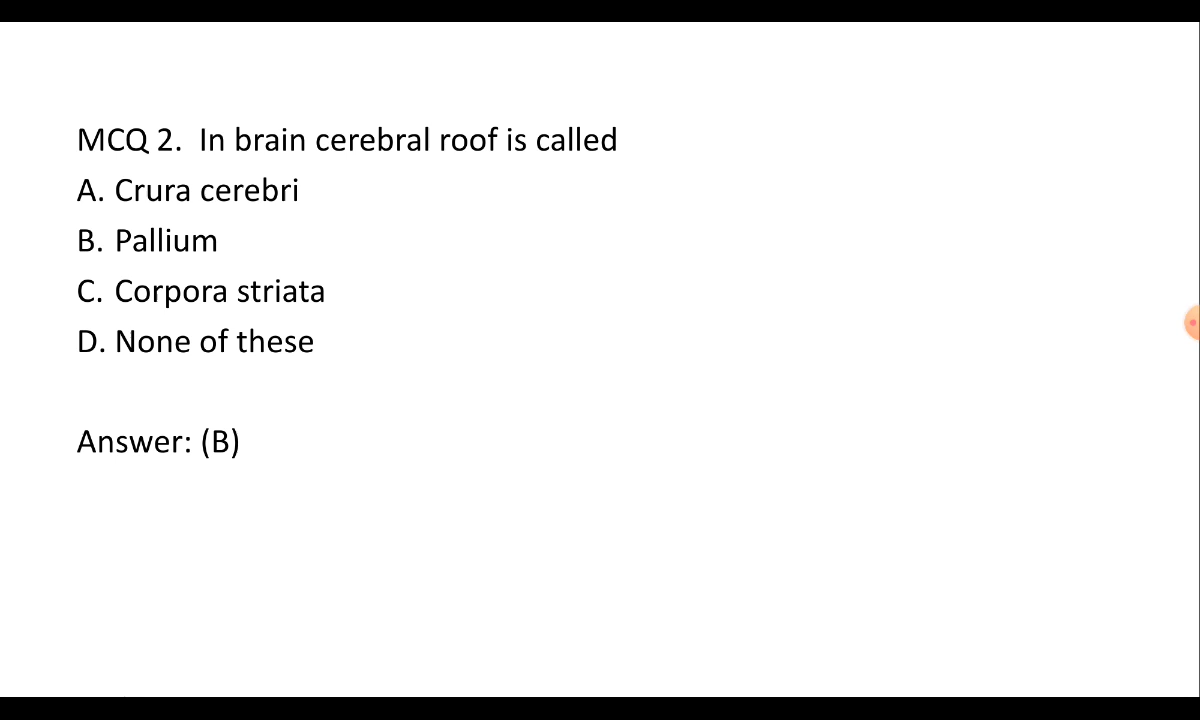 MCQ 2.  In brain cerebral roof is called
A. Crura cerebri
B. Pallium
C. Corpora striata
D. None of these
Answer: (B)